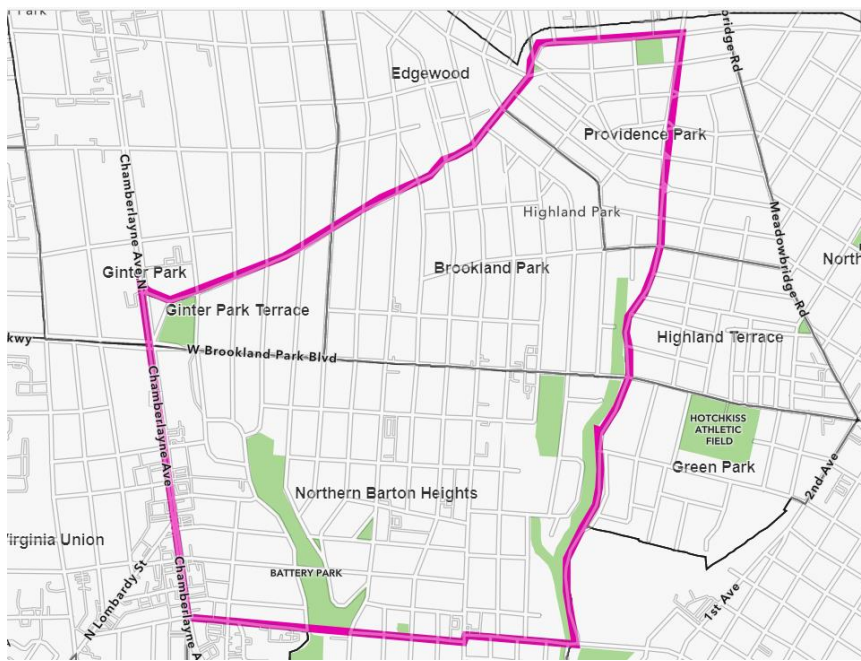 Park
Edgewood
bridge Rd
Providence Park
Chamberlayne Ave N
Highland Park
Meadowbridge Rd
Ginter Park
Brookland Park
North
Ginter Park Terrace
kwy
W Brookland Park Blvd
Highland Terrace
Chamberlayne Ave
HOTCHKISS
ATHLETIC
FIELD
Green Park
2nd Ave
Northern Barton Heights
Virginia Union
BATTERY PARK
N Lombardy St
Chamberlayne A
1st Ave